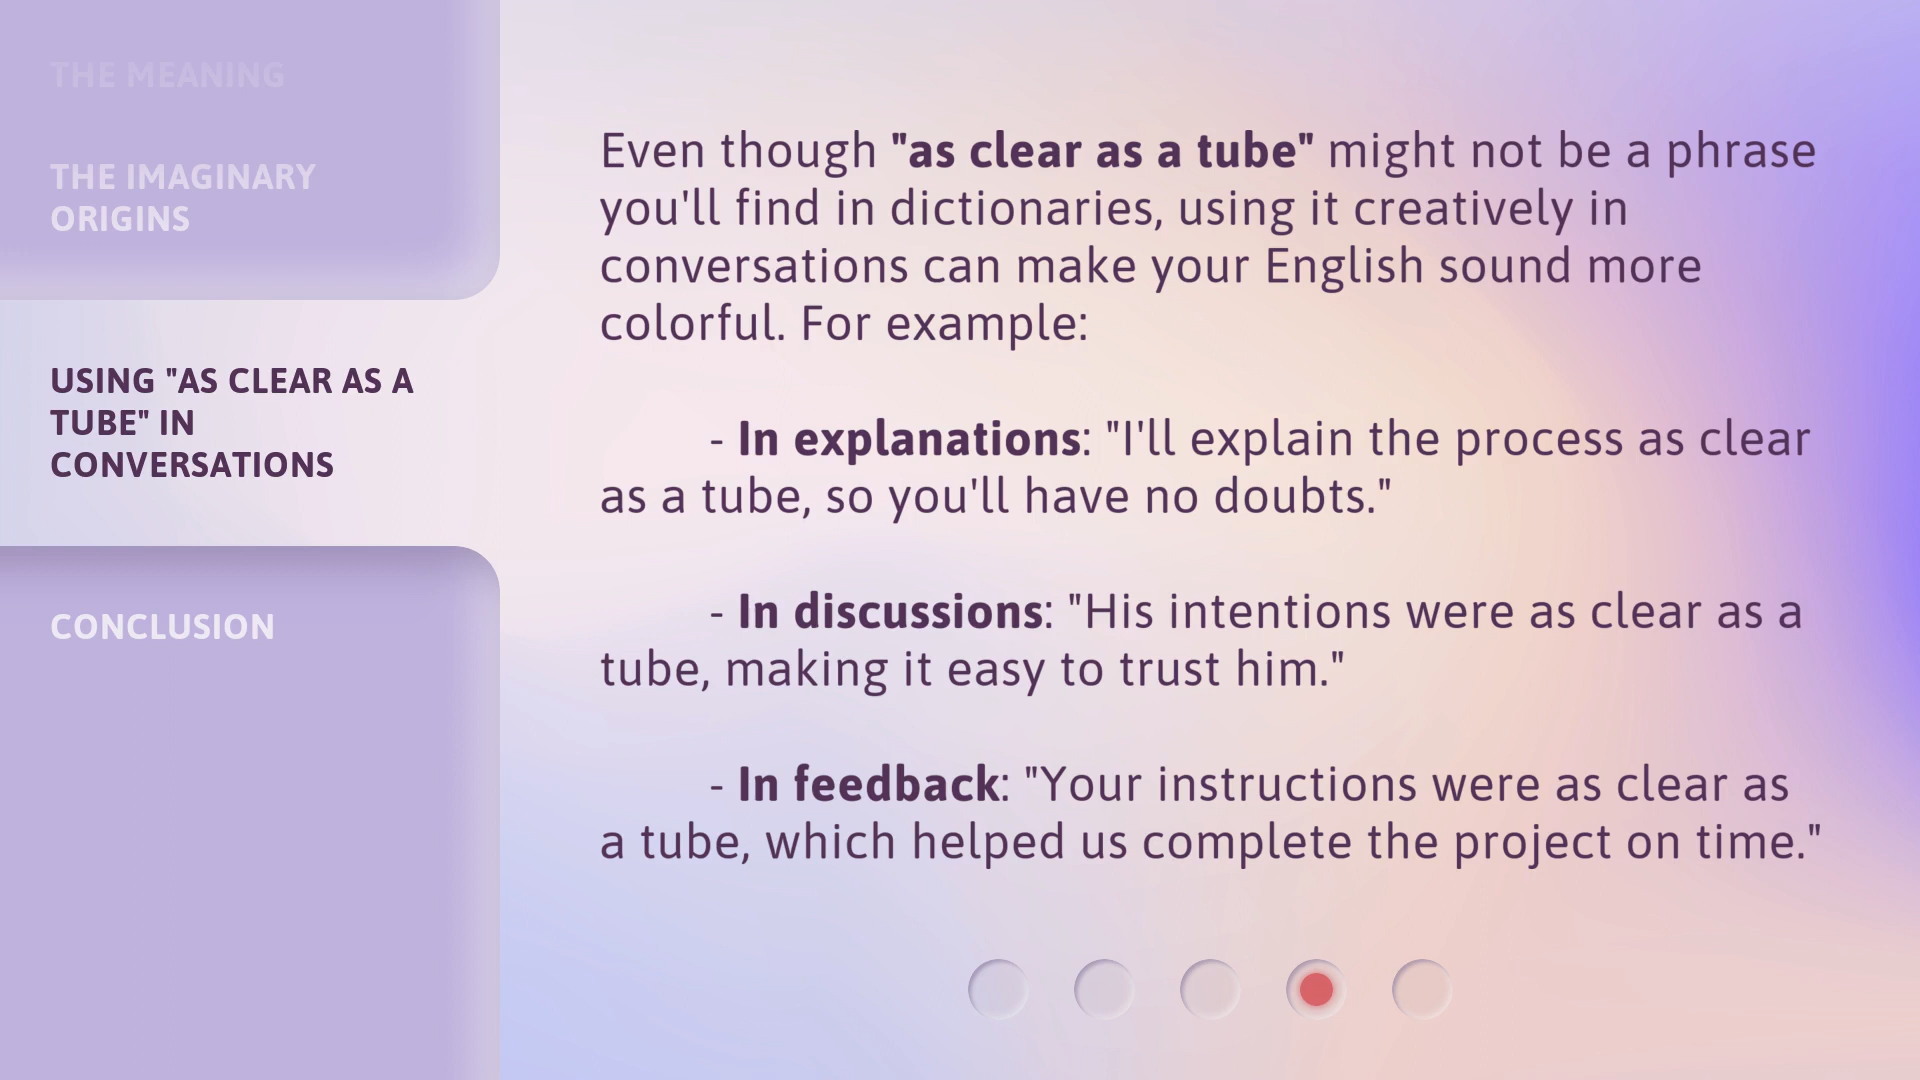 THE MEANING
THE IMAGINARY
ORIGINS
USING "AS CLEAR AS A
TUBE" IN
CONVERSATIONS
CONCLUSION
Even though "as clear as a tube" might not be a phrase
you'll find in dictionaries, using it creatively in
conversations can make your English sound more
colorful. For example:
- In explanations: "I'll explain the process as clear
as a tube, so you'll have no doubts."
- In discussions: "His intentions were as clear as a
tube, making it easy to trust him."
- In feedback: "Your instructions were as clear as
a tube, which helped us complete the project on time."